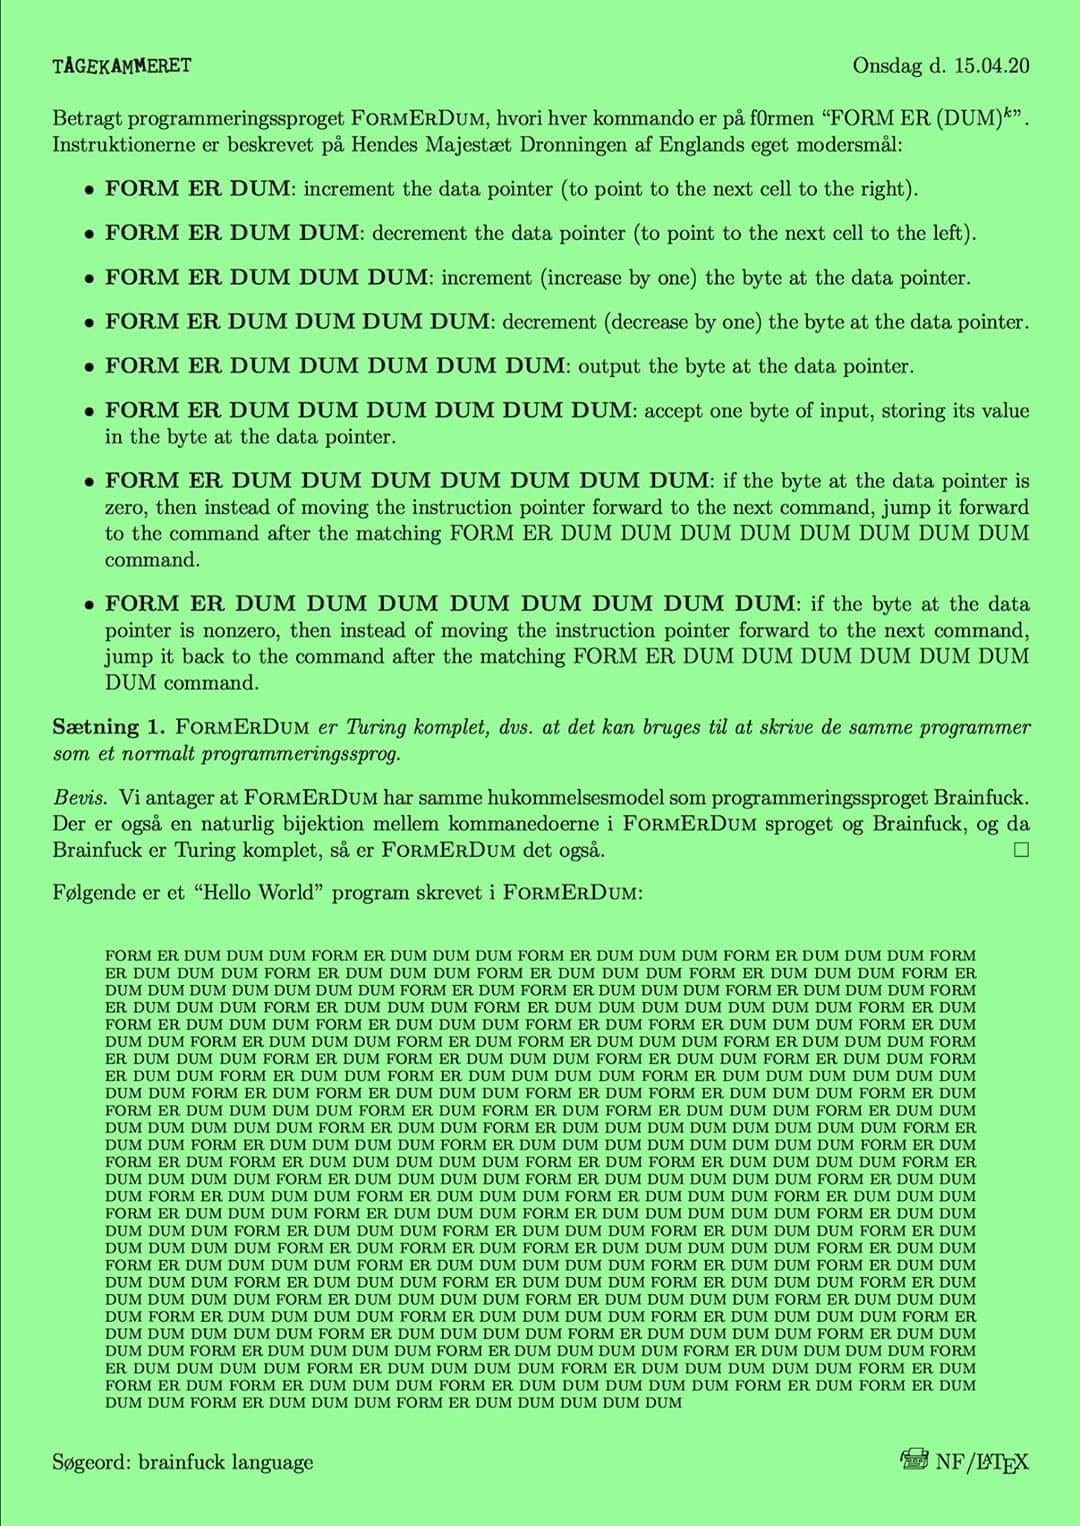 TÅGEKAMMERET
Onsdag d. 15.04.20
Betragt programmeringssproget FORMERDUM, hvori hver kommando er på f0rmen “FORM ER (DUM)^k”.
Instruktionerne er beskrevet på Hendes Majestæt Dronningen af Englands eget modersmål:
• FORM ER DUM: increment the data pointer (to point to the next cell to the right).
• FORM ER DUM DUM: decrement the data pointer (to point to the next cell to the left).
• FORM ER DUM DUM DUM: increment (increase by one) the byte at the data pointer.
• FORM ER DUM DUM DUM DUM: decrement (decrease by one) the byte at the data pointer.
• FORM ER DUM DUM DUM DUM DUM: output the byte at the data pointer.
• FORM ER DUM DUM DUM DUM DUM DUM: accept one byte of input, storing its value
in the byte at the data pointer.
• FORM ER DUM DUM DUM DUM DUM DUM DUM: if the byte at the data pointer is
zero, then instead of moving the instruction pointer forward to the next command, jump it forward
to the command after the matching FORM ER DUM DUM DUM DUM DUM DUM DUM DUM
command.
• FORM ER DUM DUM DUM DUM DUM DUM DUM DUM: if the byte at the data
pointer is nonzero, then instead of moving the instruction pointer forward to the next command,
jump it back to the command after the matching FORM ER DUM DUM DUM DUM DUM DUM
DUM command.
Sætning 1. FORMERDUM er Turing komplet, dvs. at det kan bruges til at skrive de samme programmer
som et normalt programmeringssprog.
Bevis. Vi antager at FORMERDUM har samme hukommelsesmodel som programmeringssproget Brainfuck.
Der er også en naturlig bijektion mellem kommanedoerne i FORMERDUM sproget og Brainfuck, og da
Brainfuck er Turing komplet, så er FORMERDUM det også. □
Følgende er et “Hello World” program skrevet i FORMERDUM:
FORM ER DUM DUM DUM FORM ER DUM DUM DUM FORM ER DUM DUM DUM FORM ER DUM DUM DUM FORM
ER DUM DUM DUM FORM ER DUM DUM DUM FORM ER DUM DUM DUM FORM ER DUM DUM DUM FORM ER
DUM DUM DUM DUM DUM DUM DUM FORM ER DUM FORM ER DUM DUM DUM FORM ER DUM DUM DUM FORM
ER DUM DUM DUM FORM ER DUM DUM DUM FORM ER DUM DUM DUM DUM DUM DUM DUM FORM ER DUM
FORM ER DUM DUM DUM FORM ER DUM DUM DUM FORM ER DUM FORM ER DUM DUM DUM FORM ER DUM
DUM DUM FORM ER DUM DUM DUM FORM ER DUM FORM ER DUM DUM DUM FORM ER DUM DUM DUM FORM
ER DUM DUM DUM FORM ER DUM FORM ER DUM DUM DUM FORM ER DUM DUM FORM ER DUM DUM FORM
ER DUM DUM FORM ER DUM DUM FORM ER DUM DUM DUM DUM FORM ER DUM DUM DUM DUM DUM DUM
DUM DUM FORM ER DUM FORM ER DUM DUM DUM FORM ER DUM FORM ER DUM DUM DUM FORM ER DUM
FORM ER DUM DUM DUM DUM FORM ER DUM FORM ER DUM FORM ER DUM DUM DUM FORM ER DUM DUM
DUM DUM DUM DUM DUM FORM ER DUM DUM FORM ER DUM DUM DUM DUM DUM DUM DUM DUM FORM ER
DUM DUM FORM ER DUM DUM DUM DUM FORM ER DUM DUM DUM DUM DUM DUM DUM DUM FORM ER DUM
FORM ER DUM FORM ER DUM DUM DUM DUM DUM FORM ER DUM FORM ER DUM DUM DUM DUM FORM ER
DUM DUM DUM DUM FORM ER DUM DUM DUM DUM FORM ER DUM DUM DUM DUM DUM FORM ER DUM DUM
DUM FORM ER DUM DUM DUM FORM ER DUM DUM DUM FORM ER DUM DUM DUM FORM ER DUM DUM DUM
FORM ER DUM DUM DUM FORM ER DUM DUM DUM FORM ER DUM DUM DUM DUM DUM FORM ER DUM DUM
DUM DUM DUM FORM ER DUM DUM DUM FORM ER DUM DUM DUM FORM ER DUM DUM DUM FORM ER DUM
DUM DUM DUM DUM FORM ER DUM FORM ER DUM FORM ER DUM DUM DUM DUM DUM FORM ER DUM DUM
FORM ER DUM DUM DUM DUM FORM ER DUM DUM DUM DUM DUM FORM ER DUM DUM FORM ER DUM DUM
DUM DUM DUM FORM ER DUM DUM DUM FORM ER DUM DUM DUM FORM ER DUM DUM DUM FORM ER DUM
DUM DUM DUM DUM FORM ER DUM DUM DUM DUM FORM ER DUM DUM DUM DUM FORM ER DUM DUM DUM
DUM FORM ER DUM DUM DUM DUM FORM ER DUM DUM DUM DUM FORM ER DUM DUM DUM DUM FORM ER
DUM DUM DUM DUM DUM FORM ER DUM DUM DUM DUM FORM ER DUM DUM DUM DUM FORM ER DUM DUM
DUM DUM FORM ER DUM DUM DUM DUM FORM ER DUM DUM DUM DUM FORM ER DUM DUM DUM DUM FORM
ER DUM DUM DUM DUM FORM ER DUM DUM DUM DUM FORM ER DUM DUM DUM DUM DUM FORM ER DUM
FORM ER DUM FORM ER DUM DUM DUM FORM ER DUM DUM DUM DUM DUM FORM ER DUM FORM ER DUM
DUM DUM FORM ER DUM DUM DUM FORM ER DUM DUM DUM DUM DUM
Søgeord: brainfuck language
NF/LATEX